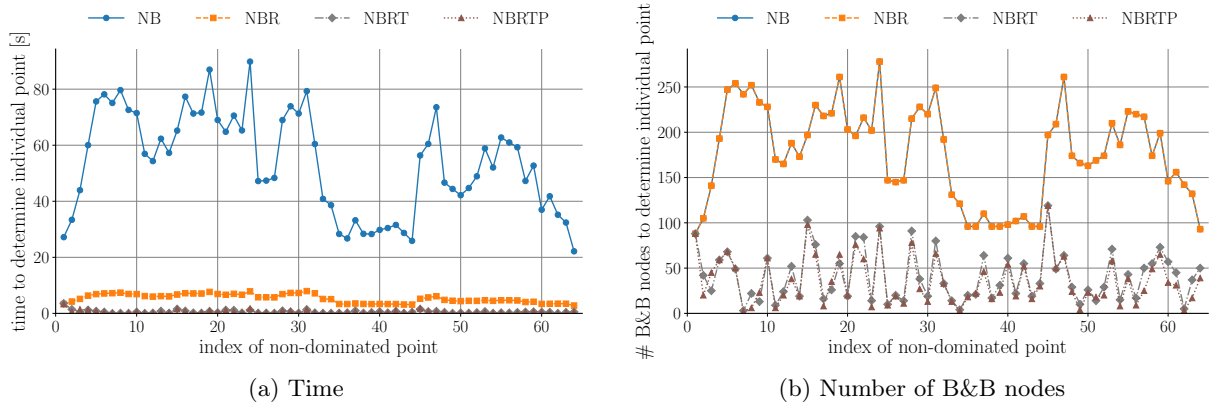 NB NBR NBRT NBRTP
time to determine individual point [s]
80
60
40
20
0
0 10 20 30 40 50 60
index of non-dominated point
(a) Time
NB NBR NBRT NBRTP
# B&B nodes to determine individual point
250
200
150
100
50
0
0 10 20 30 40 50 60
index of non-dominated point
(b) Number of B&B nodes